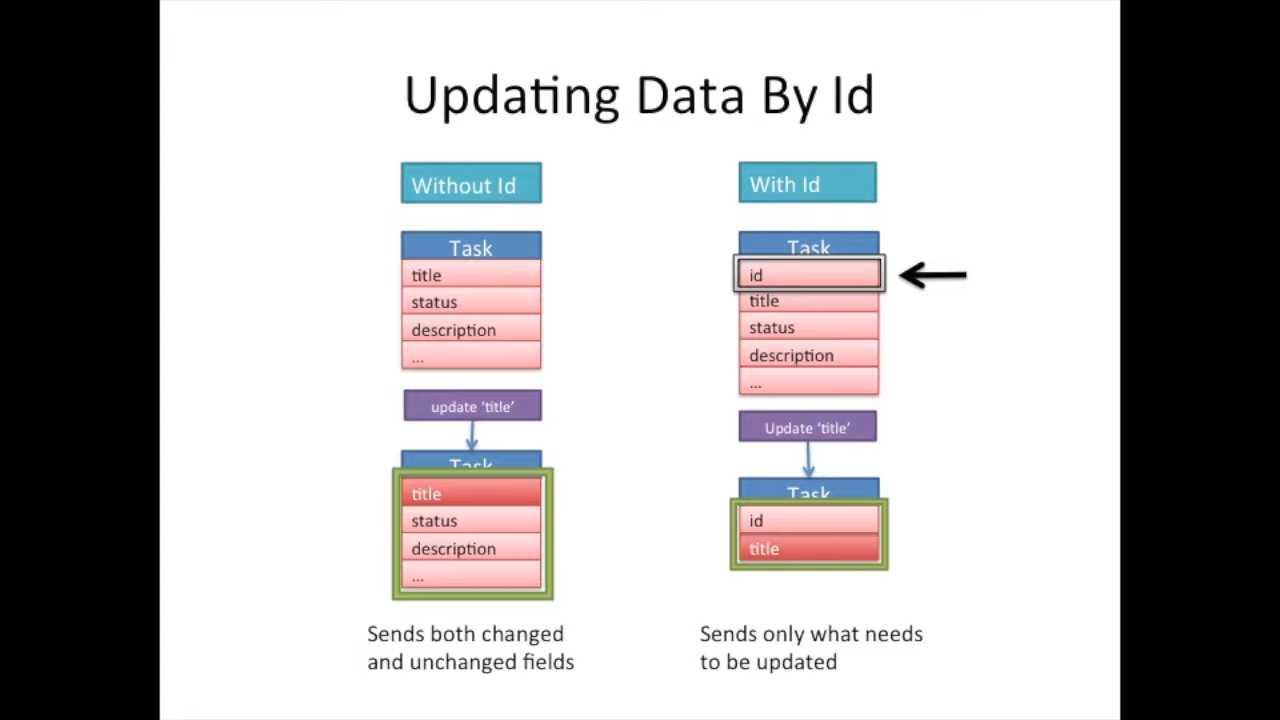 Updating Data By Id
Without Id
Task
title
status
description
...
update ‘title’
Task
title
status
description
...
Sends both changed
and unchanged fields
With Id
Task
id
title
status
description
...
Update ‘title’
Task
id
title
Sends only what needs
to be updated